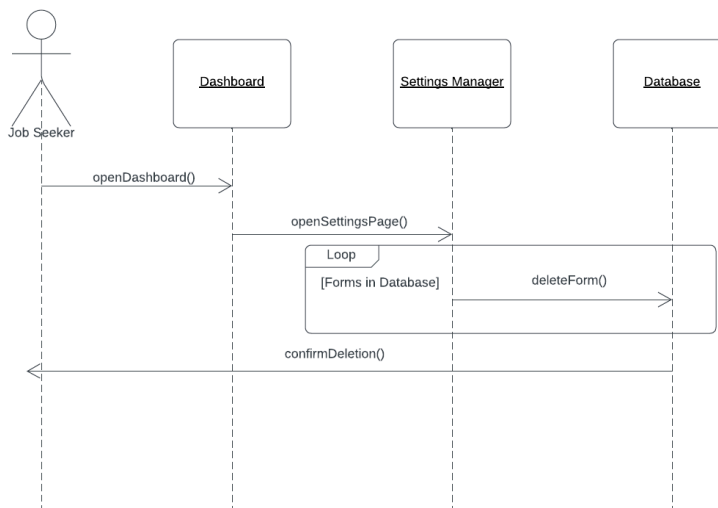 Dashboard
Settings Manager
Database
Job Seeker
openDashboard()
openSettingsPage()
Loop
[Forms in Database]
deleteForm()
confirmDeletion()